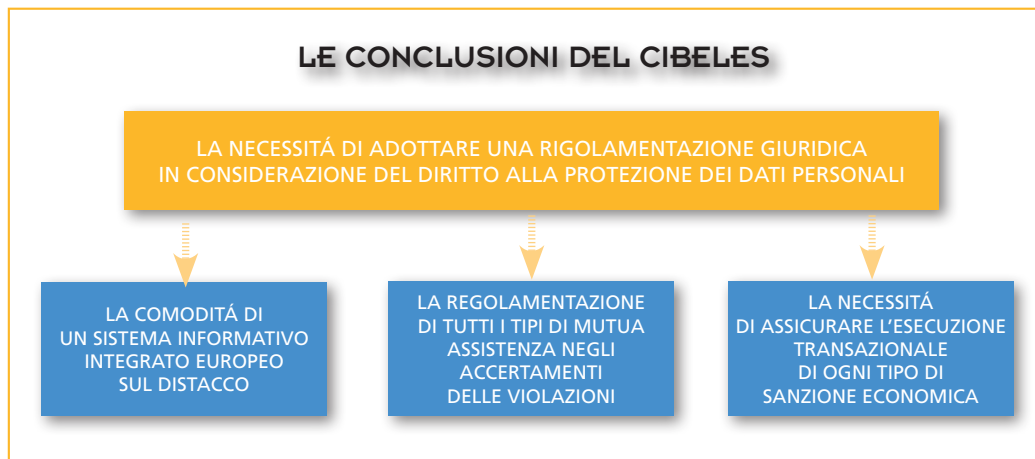 LE CONCLUSIONI DEL CIBELES
LA NECESSITÁ DI ADOTTARE UNA RIGOLAMENTAZIONE GIURIDICA
IN CONSIDERAZIONE DEL DIRITTO ALLA PROTEZIONE DEI DATI PERSONALI
LA COMODITÁ DI
UN SISTEMA INFORMATIVO
INTEGRATO EUROPEO
SUL DISTACCO
LA REGOLAMENTAZIONE
DI TUTTI I TIPI DI MUTUA
ASSISTENZA NEGLI
ACCERTAMENTI
DELLE VIOLAZIONI
LA NECESSITÁ
DI ASSICURARE L’ESECUZIONE
TRANSAZIONALE
DI OGNI TIPO DI
SANZIONE ECONOMICA